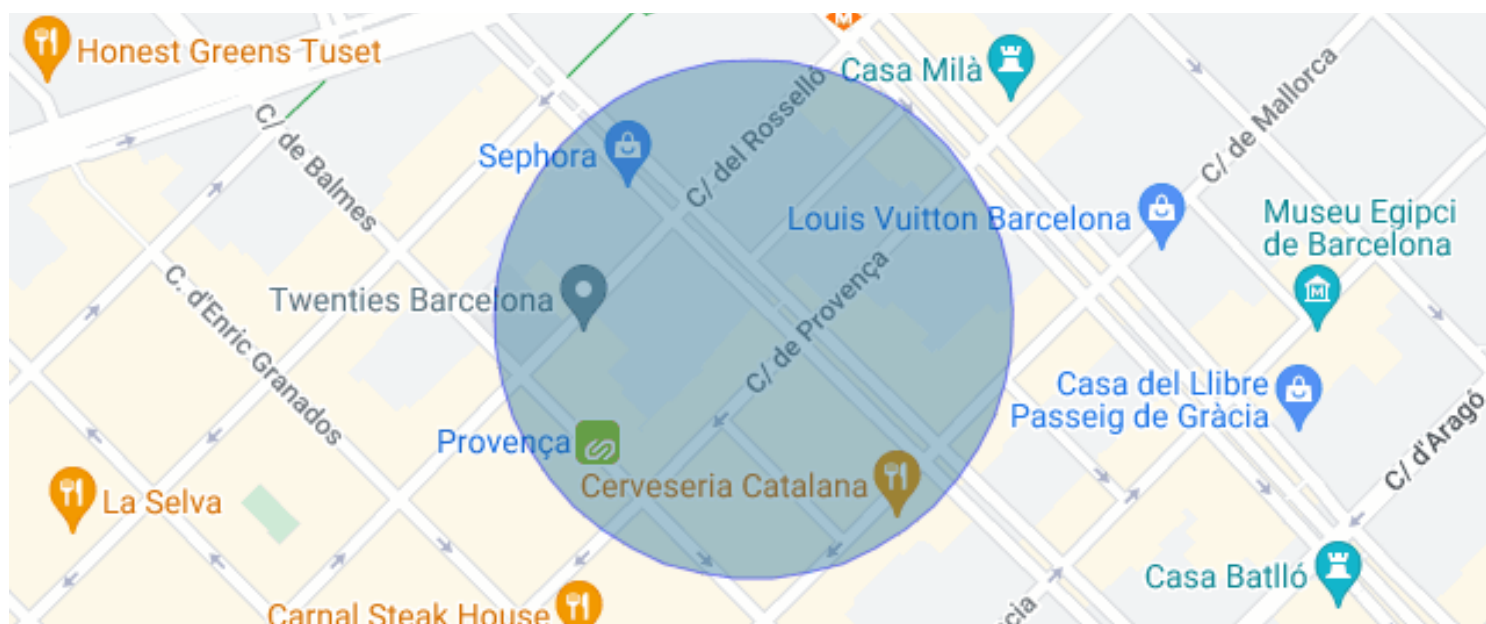 Honest Greens Tuset
Casa Milà
C/ de Balmes
Sephora
C/ del Rosselló
C/ de Mallorca
Louis Vuitton Barcelona
Museu Egipci
de Barcelona
Twenties Barcelona
C. d'Enric Granados
C/ de Provença
Casa del Llibre
Passeig de Gràcia
Provença
C/ d'Aragó
La Selva
Cerveseria Catalana
Casa Batlló
Carnal Steak House
cia